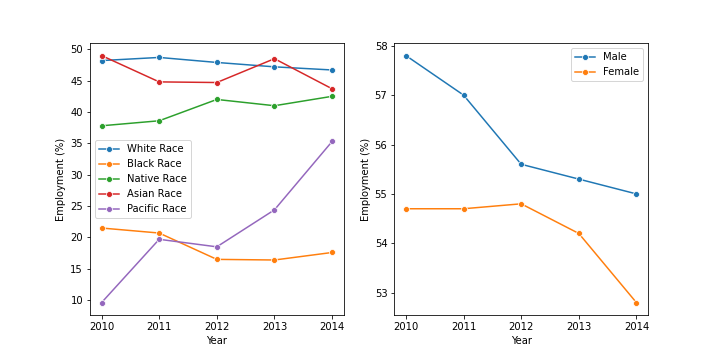 50
45
40
35
30
25
20
15
10
Employment (%)
White Race
Black Race
Native Race
Asian Race
Pacific Race
2010 2011 2012 2013 2014
Year
58
57
56
55
54
53
Employment (%)
Male
Female
2010 2011 2012 2013 2014
Year